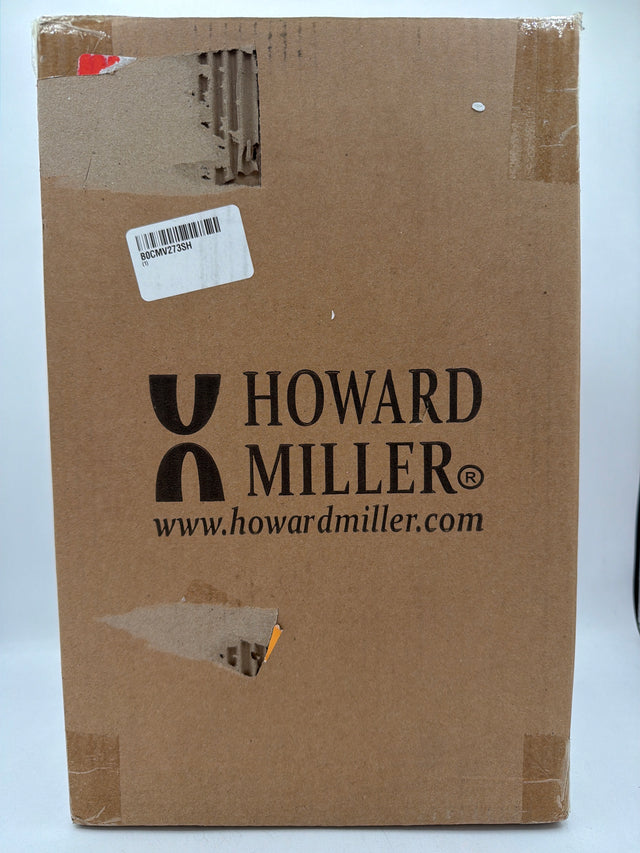 B0CMV273SH
(1)
HOWARD
MILLER®
www.howardmiller.com